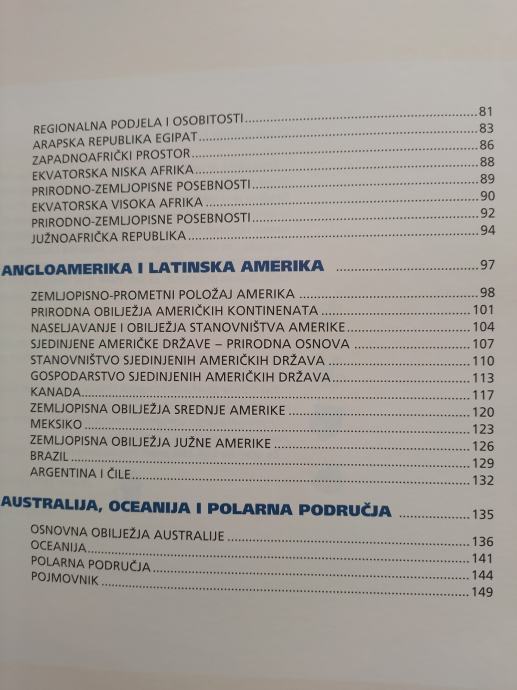 REGIONALNA PODJELA I OSOBITOSTI 81
ARAPSKA REPUBLIKA EGIPAT 83
ZAPADNOAFRIČKI PROSTOR 86
EKVATORSKA NISKA AFRIKA 88
PRIRODNO-ZEMLJOPISNE POSEBNOSTI 89
EKVATORSKA VISOKA AFRIKA 90
PRIRODNO-ZEMLJOPISNE POSEBNOSTI 92
JUŽNOAFRIČKA REPUBLIKA 94
ANGLOAMERIKA I LATINSKA AMERIKA 97
ZEMLJOPISNO-PROMETNI POLOŽAJ AMERIKA 98
PRIRODNA OBILJEŽJA AMERIČKIH KONTINENATA 101
NASELJAVANJE I OBILJEŽJA STANOVNIŠTVA AMERIKE 104
SJEDINJENE AMERIČKE DRŽAVE – PRIRODNA OSNOVA 107
STANOVNIŠTVO SJEDINJENIH AMERIČKIH DRŽAVA 110
GOSPODARSTVO SJEDINJENIH AMERIČKIH DRŽAVA 113
KANADA 117
ZEMLJOPISNA OBILJEŽJA SREDNJE AMERIKE 120
MEKSIKO 123
ZEMLJOPISNA OBILJEŽJA JUŽNE AMERIKE 126
BRAZIL 129
ARGENTINA I ČILE 132
AUSTRALIJA, OCEANIJA I POLARNA PODRUČJA 135
OSNOVNA OBILJEŽJA AUSTRALIJE 136
OCEANIJA 141
POLARNA PODRUČJA 144
POJMOVNIK 149